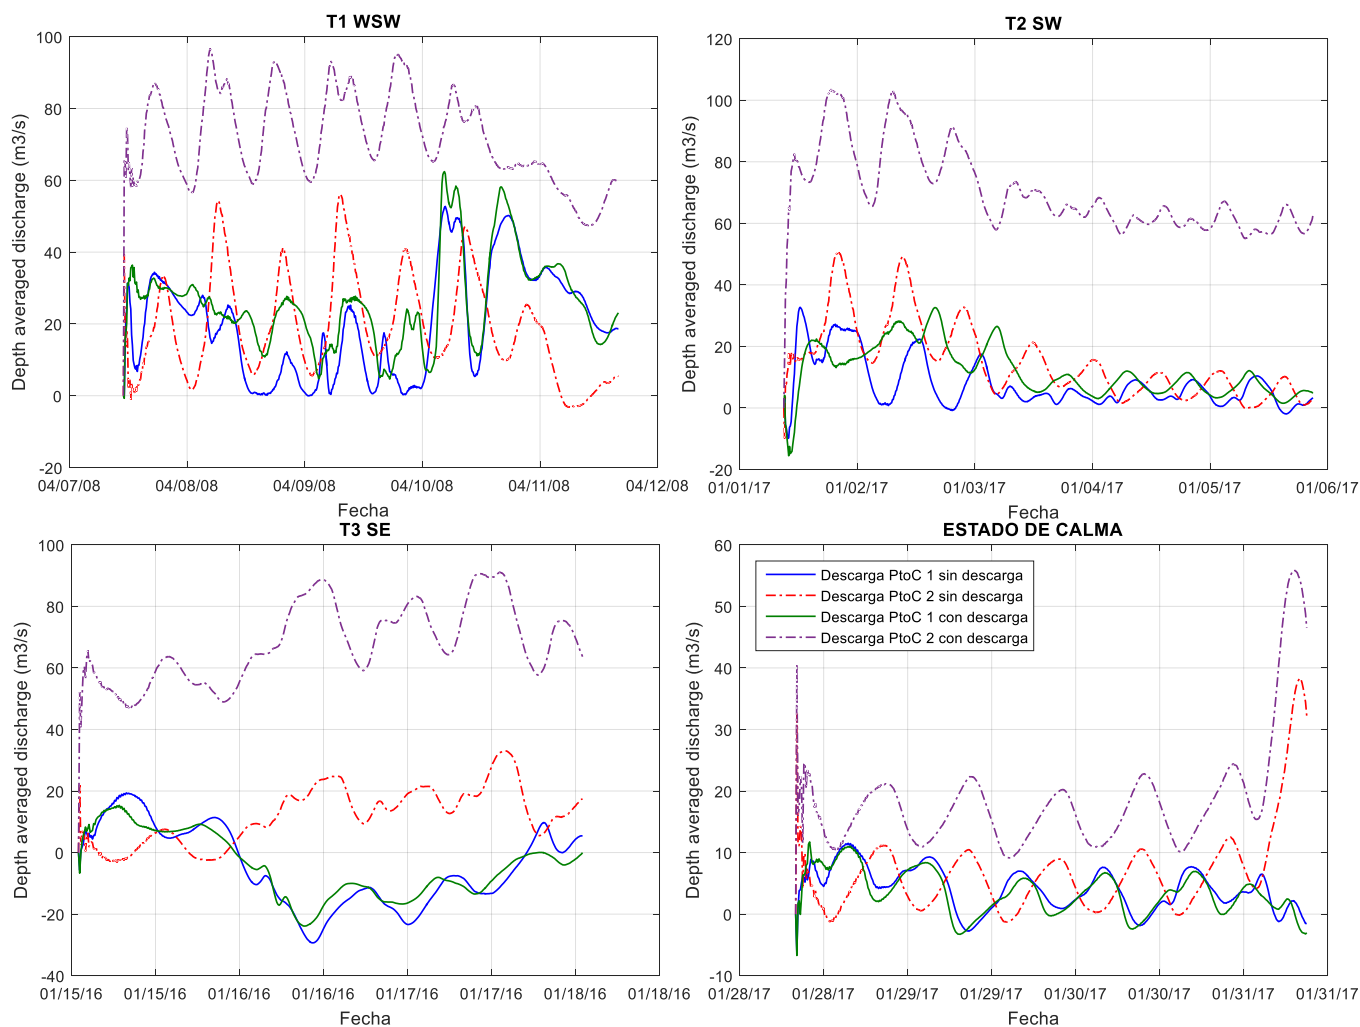 T1 WSW
Depth averaged discharge (m3/s)
100
80
60
40
20
0
-20
04/07/08 04/08/08 04/09/08 04/10/08 04/11/08 04/12/08
Fecha
T2 SW
Depth averaged discharge (m3/s)
120
100
80
60
40
20
0
-20
01/01/17 01/02/17 01/03/17 01/04/17 01/05/17 01/06/17
Fecha
T3 SE
Depth averaged discharge (m3/s)
100
80
60
40
20
0
-20
-40
01/15/16 01/15/16 01/16/16 01/16/16 01/17/16 01/17/16 01/18/16 01/18/16
Fecha
ESTADO DE CALMA
Depth averaged discharge (m3/s)
60
50
40
30
20
10
0
-10
Descarga PtoC 1 sin descarga
Descarga PtoC 2 sin descarga
Descarga PtoC 1 con descarga
Descarga PtoC 2 con descarga
01/28/17 01/28/17 01/29/17 01/29/17 01/30/17 01/30/17 01/31/17 01/31/17
Fecha